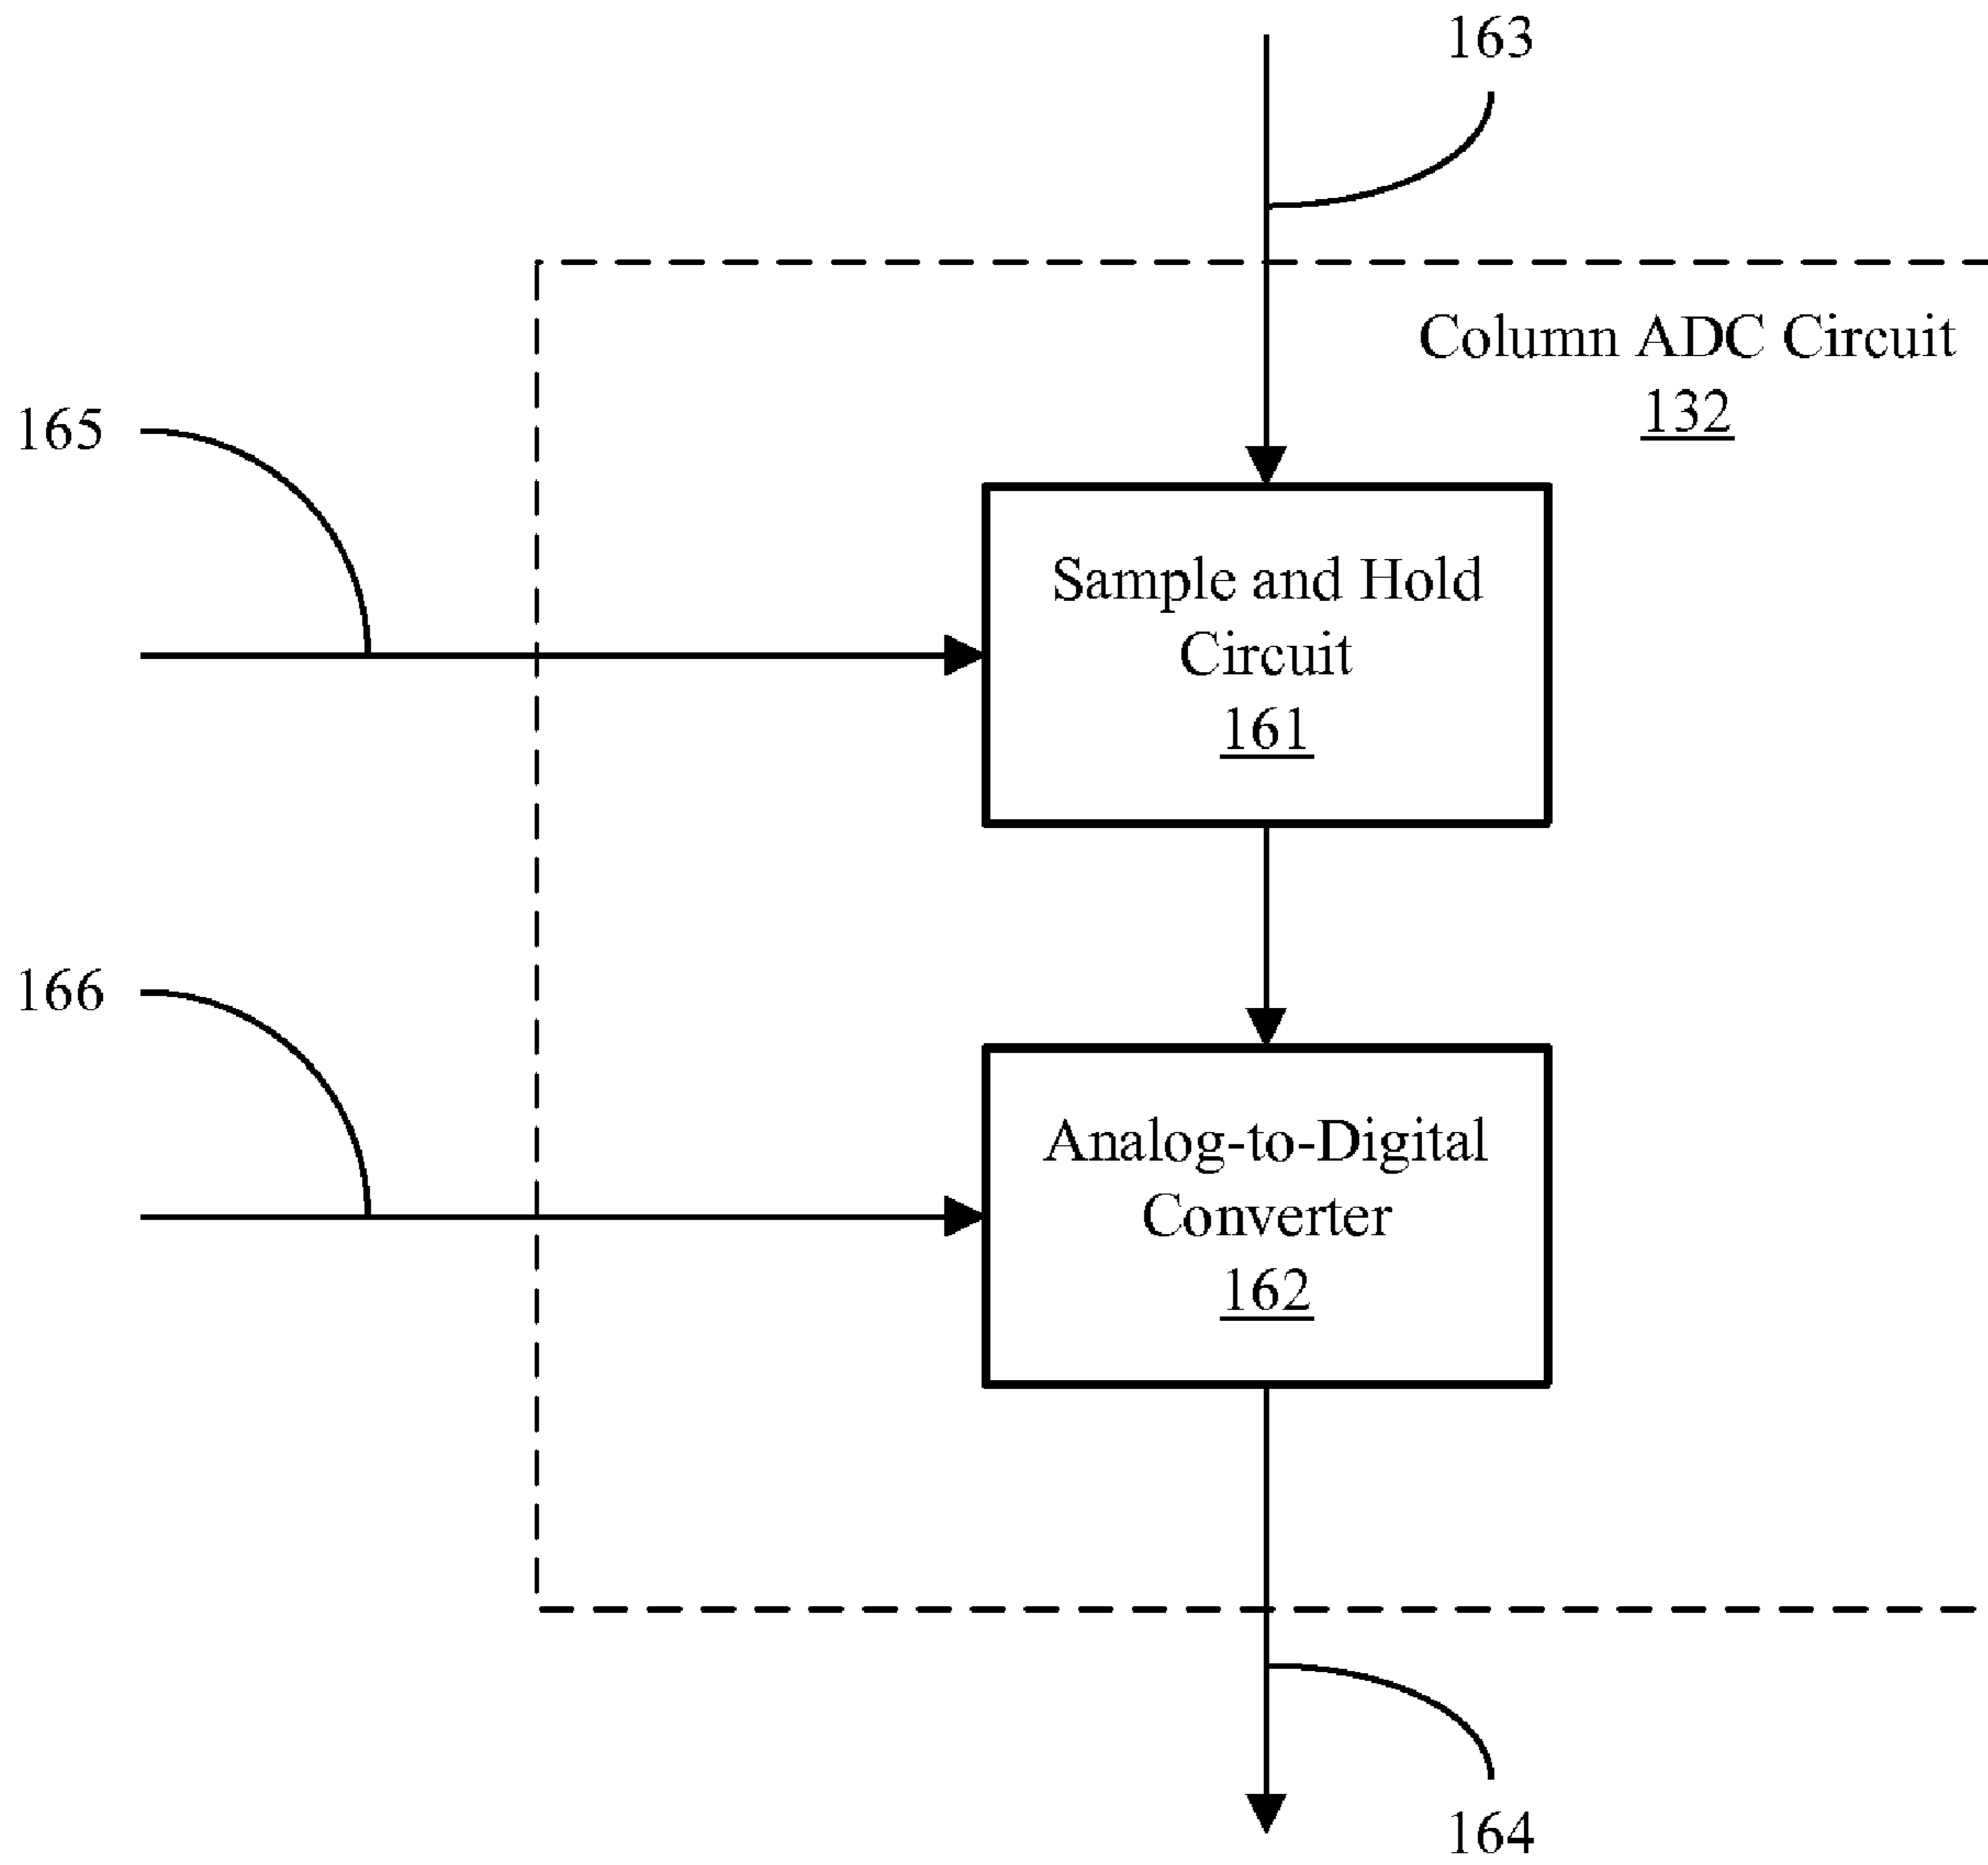 163
Column ADC Circuit
132
165
Sample and Hold
Circuit
161
166
Analog-to-Digital
Converter
162
164